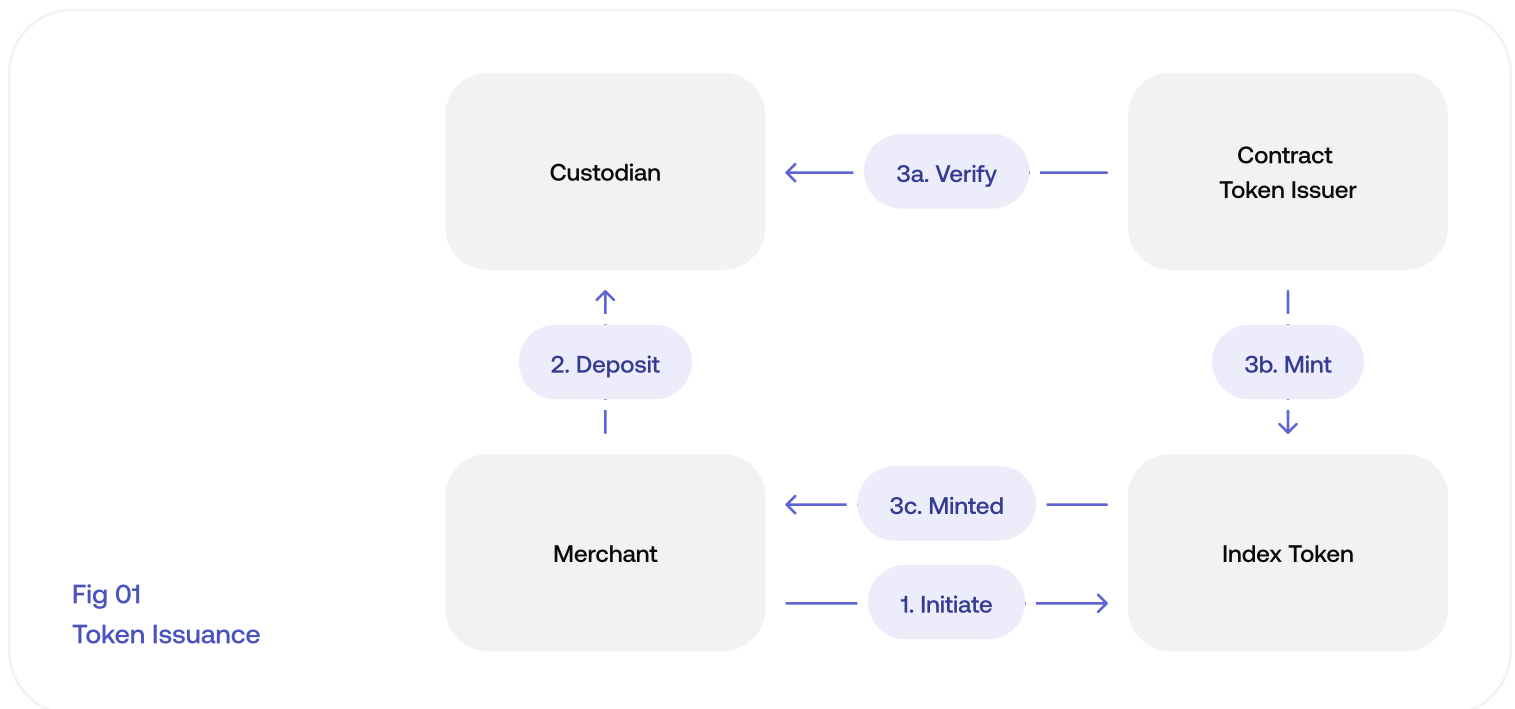 Custodian
3a. Verify
Contract
Token Issuer
2. Deposit
3b. Mint
Merchant
3c. Minted
1. Initiate
Index Token
Fig 01
Token Issuance